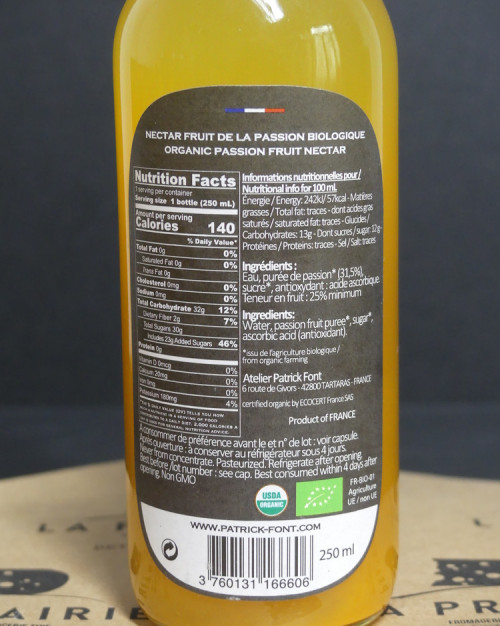 NECTAR FRUIT DE LA PASSION BIOLOGIQUE
ORGANIC PASSION FRUIT NECTAR
Nutrition Facts
1 serving per container
Serving size 1 bottle (250 mL)
Amount per serving
Calories 140
% Daily Value*
Total Fat 0g 0%
Saturated Fat 0g 0%
Trans Fat 0g
Cholesterol 0mg 0%
Sodium 0mg 0%
Total Carbohydrate 32g 12%
Dietary Fiber 2g 7%
Total Sugars 30g
Includes 23g Added Sugars 46%
Protein 0g
Vitamin D 0mcg 0%
Calcium 20mg 0%
Iron 0mg 0%
Potassium 160mg 4%
Informations nutritionnelles pour/
Nutritional info for 100 ml
Énergie / Energy: 242kJ / 57kcal - Matières
grasses / Total fat: traces - dont acides gras
saturés / saturated fat: traces - Glucides /
Carbohydrates: 13g - Dont sucres / sugar: 12 g -
Protéines / Proteins: traces - Sel / Salt: traces
Ingrédients :
Eau, purée de passion* (31,5%),
sucre*, antioxydant : acide ascorbique.
Teneur en fruit : 25% minimum
Ingredients:
Water, passion fruit puree*, sugar*,
ascorbic acid (antioxidant).
*issu de l'agriculture biologique /
from organic farming
Atelier Patrick Font
6 route de Givors - 42800 TARTARAS - FRANCE
certified organic by ECOCERT France SAS
Product of FRANCE
A consommer de préférence avant le et n° de lot : voir capsule.
Après ouverture : à conserver au réfrigérateur sous 4 jours.
Never from concentrate. Pasteurized. Refrigerate after opening.
Best before /lot number : see cap. Best consumed within 4 days after
opening. Non GMO
USDA
ORGANIC
FR-BIO-01
Agriculture
UE / non UE
WWW.PATRICK-FONT.COM
250 ml
3 760131 166606